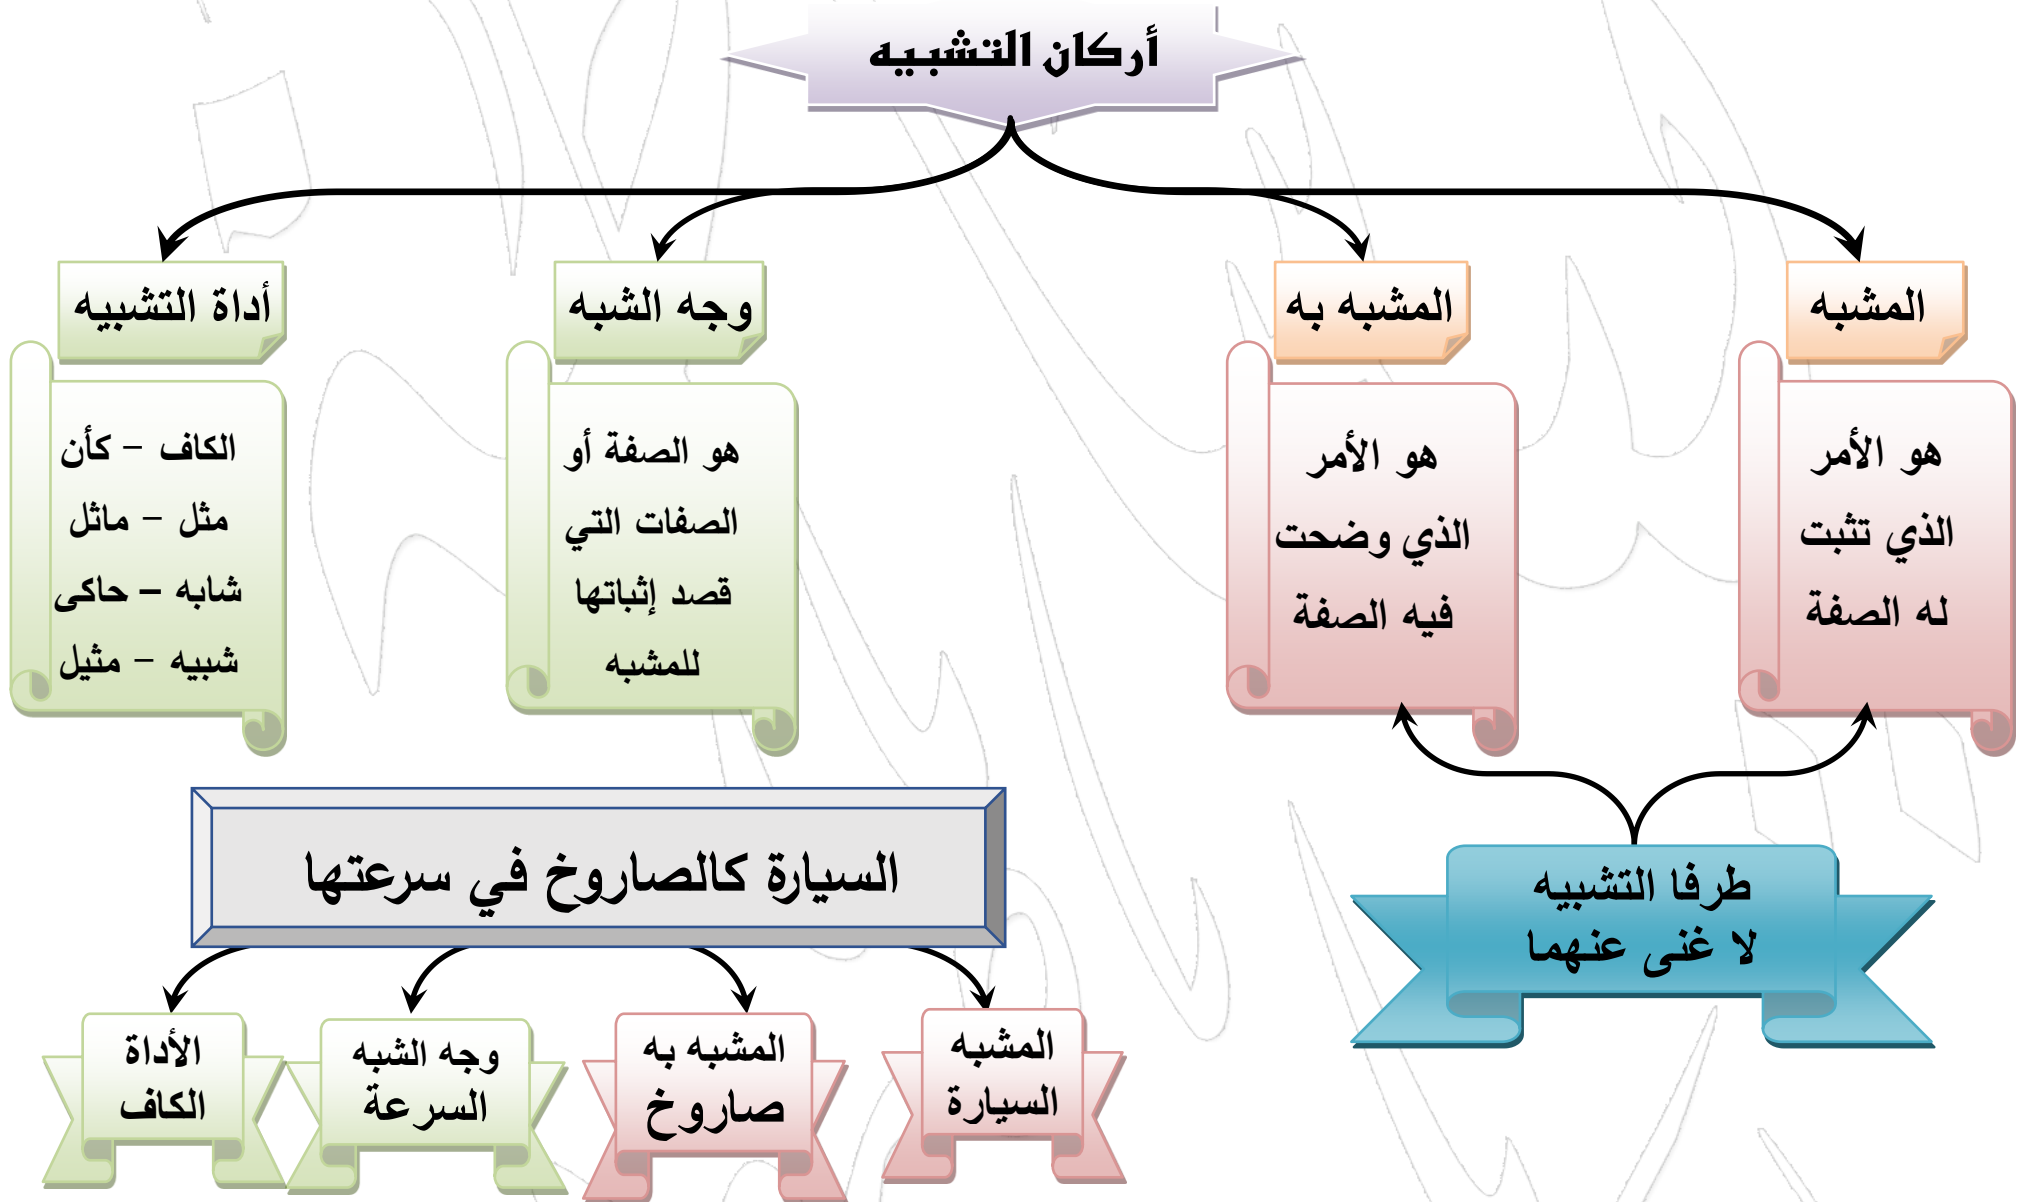 أركان التشبيه
المشبه
المشبه به
وجه الشبه
أداة التشبيه
هو الأمر
الذي تثبت
له الصفة
هو الأمر
الذي وضحت
فيه الصفة
هو الصفة أو
الصفات التي
قصد إثباتها
للمشبه
الكاف – كأن
مثل – ماثل
شابه – حاكى
شبيه – مثيل
طرفا التشبيه
لا غنى عنهما
السيارة كالصاروخ في سرعتها
المشبه
السيارة
المشبه به
صاروخ
وجه الشبه
السرعة
الأداة
الكاف